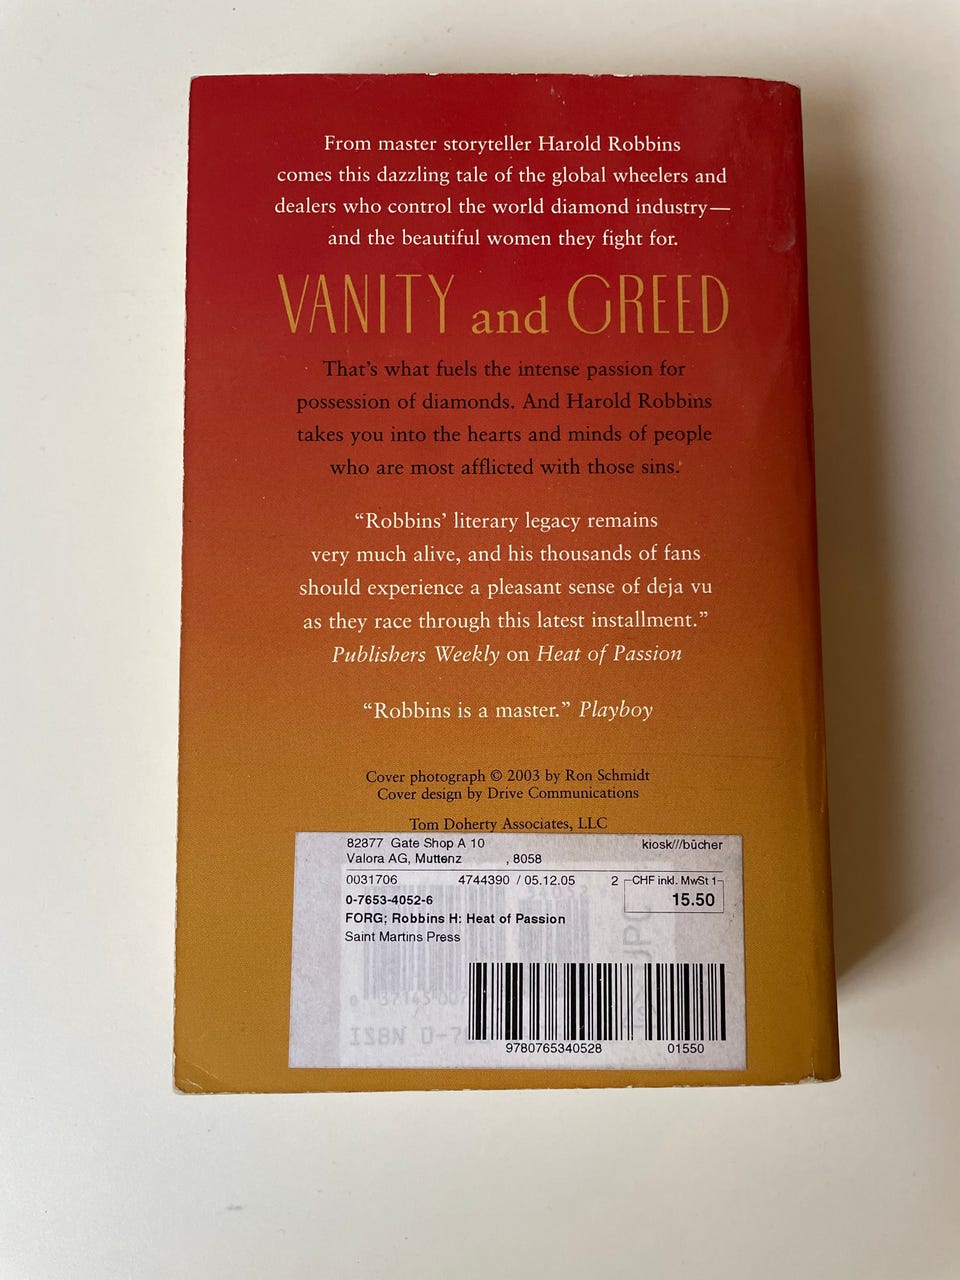 From master storyteller Harold Robbins
comes this dazzling tale of the global wheelers and
dealers who control the world diamond industry—
and the beautiful women they fight for.
VANITY and GREED
That's what fuels the intense passion for
possession of diamonds. And Harold Robbins
takes you into the hearts and minds of people
who are most afflicted with those sins.
“Robbins’ literary legacy remains
very much alive, and his thousands of fans
should experience a pleasant sense of deja vu
as they race through this latest installment.”
Publishers Weekly on Heat of Passion
“Robbins is a master.” Playboy
Cover photograph © 2003 by Ron Schmidt
Cover design by Drive Communications
Tom Doherty Associates, LLC
82377 Gate Shop A 10 kiosk///bücher
Valora AG, Muttenz , 8058
0031706 4744390 / 05.12.05 2 CHF inkl. MwSt 1
0-7653-4052-6 15.50
FORG; Robbins H: Heat of Passion
Saint Martins Press
ISBN
9780765340528 01550